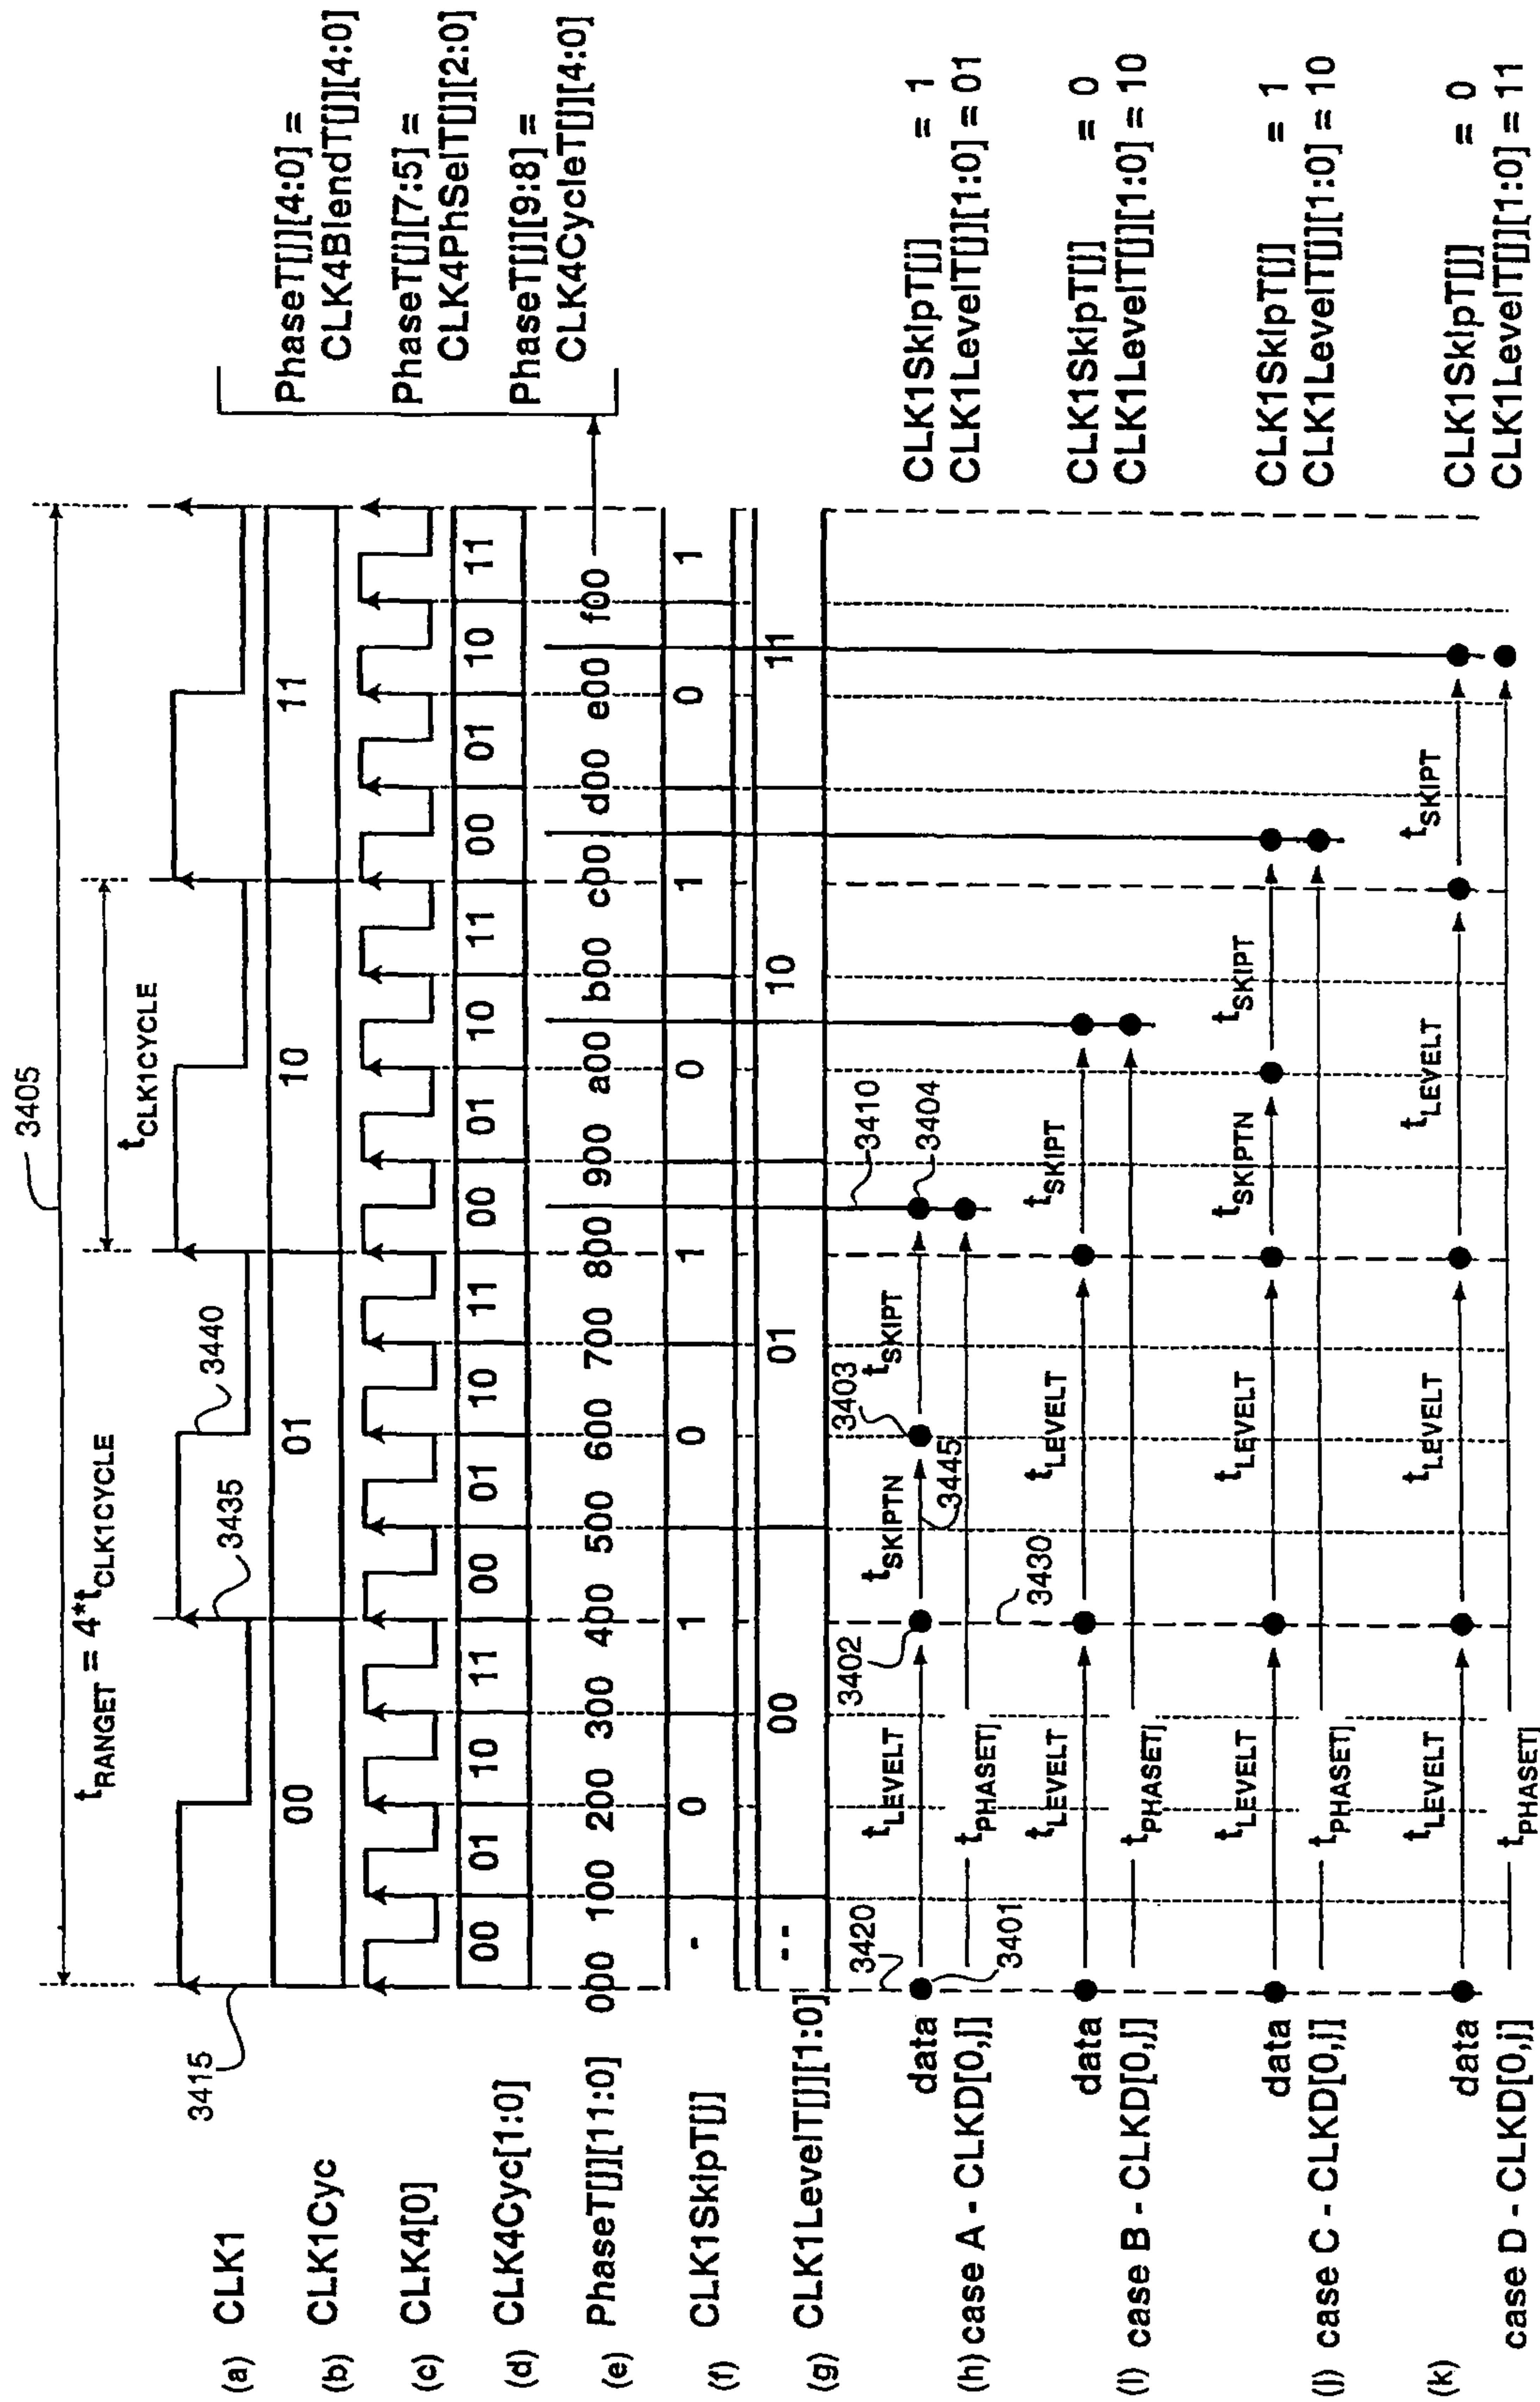 3405
tRANGET = 4*tCLK1CYCLE
tCLK1CYCLE
3415
3435
3440
(a) CLK1
(b) CLK1Cyc
00 01 10 11
(c) CLK4[0]
(d) CLK4Cyc[1:0]
00 01 10 11 00 01 10 11 00 01 10 11 00 01 10 11
(e) PhaseT[j][11:0]
000 100 200 300 400 500 600 700 800 900 a00 b00 c00 d00 e00 f00
PhaseT[j][4:0] =
CLK4BlendT[j][4:0]
PhaseT[j][7:5] =
CLK4PhSelT[j][2:0]
PhaseT[j][9:8] =
CLK4CycleT[j][4:0]
(f) CLK1SkipT[j]
- 0 1 0 1 0 1 0 1
(g) CLK1LevelT[j][1:0]
-- 00 01 10 11
3420
3401
3402
3430
3445
3403
3410
3404
data
tLEVELT tSKIPTN tSKIPT
CLK1SkipT[j] = 1
(h) case A - CLKD[0,j]
tPHASETj
CLK1LevelT[j][1:0] = 01
data
tLEVELT tLEVELT tSKIPT
CLK1SkipT[j] = 0
(i) case B - CLKD[0,j]
tPHASETj
CLK1LevelT[j][1:0] = 10
data
tLEVELT tLEVELT tSKIPTN tSKIPT
CLK1SkipT[j] = 1
(j) case C - CLKD[0,j]
tPHASETj
CLK1LevelT[j][1:0] = 10
(k)
data
tLEVELT tLEVELT tLEVELT tSKIPT
CLK1SkipT[j] = 0
case D - CLKD[0,j]
tPHASETj
CLK1LevelT[j][1:0] = 11